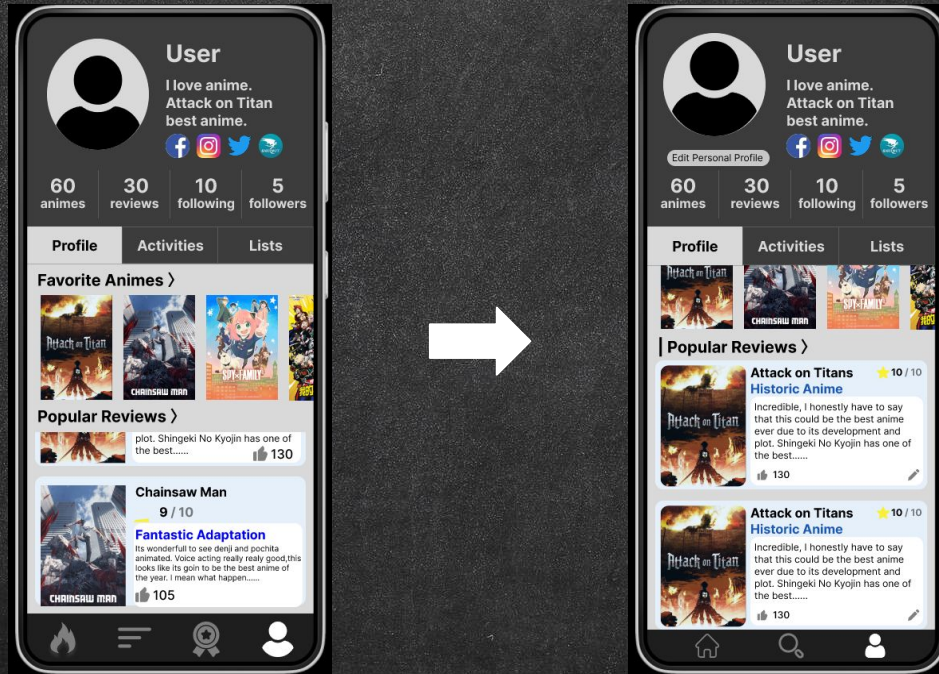 User
I love anime.
Attack on Titan
best anime.
60
animes
30
reviews
10
following
5
followers
Profile
Activities
Lists
Favorite Animes 〉
Attack on Titan
CHAINSAW MAN
SPY×FAMILY
Popular Reviews 〉
plot. Shingeki No Kyojin has one of
the best......
130
Chainsaw Man
9 / 10
Fantastic Adaptation
Its wonderfull to see denji and pochita
animated. Voice acting really realy good,this
looks like its goin to be the best anime of
the year. I mean what happen......
105
CHAINSAW MAN
User
I love anime.
Attack on Titan
best anime.
Edit Personal Profile
60
animes
30
reviews
10
following
5
followers
Profile
Activities
Lists
Attack on Titan
CHAINSAW MAN
SPY×FAMILY
Popular Reviews 〉
Attack on Titans
10 / 10
Historic Anime
Incredible, I honestly have to say
that this could be the best anime
ever due to its development and
plot. Shingeki No Kyojin has one of
the best......
130
Attack on Titan
Attack on Titans
10 / 10
Historic Anime
Incredible, I honestly have to say
that this could be the best anime
ever due to its development and
plot. Shingeki No Kyojin has one of
the best......
130
Attack on Titan